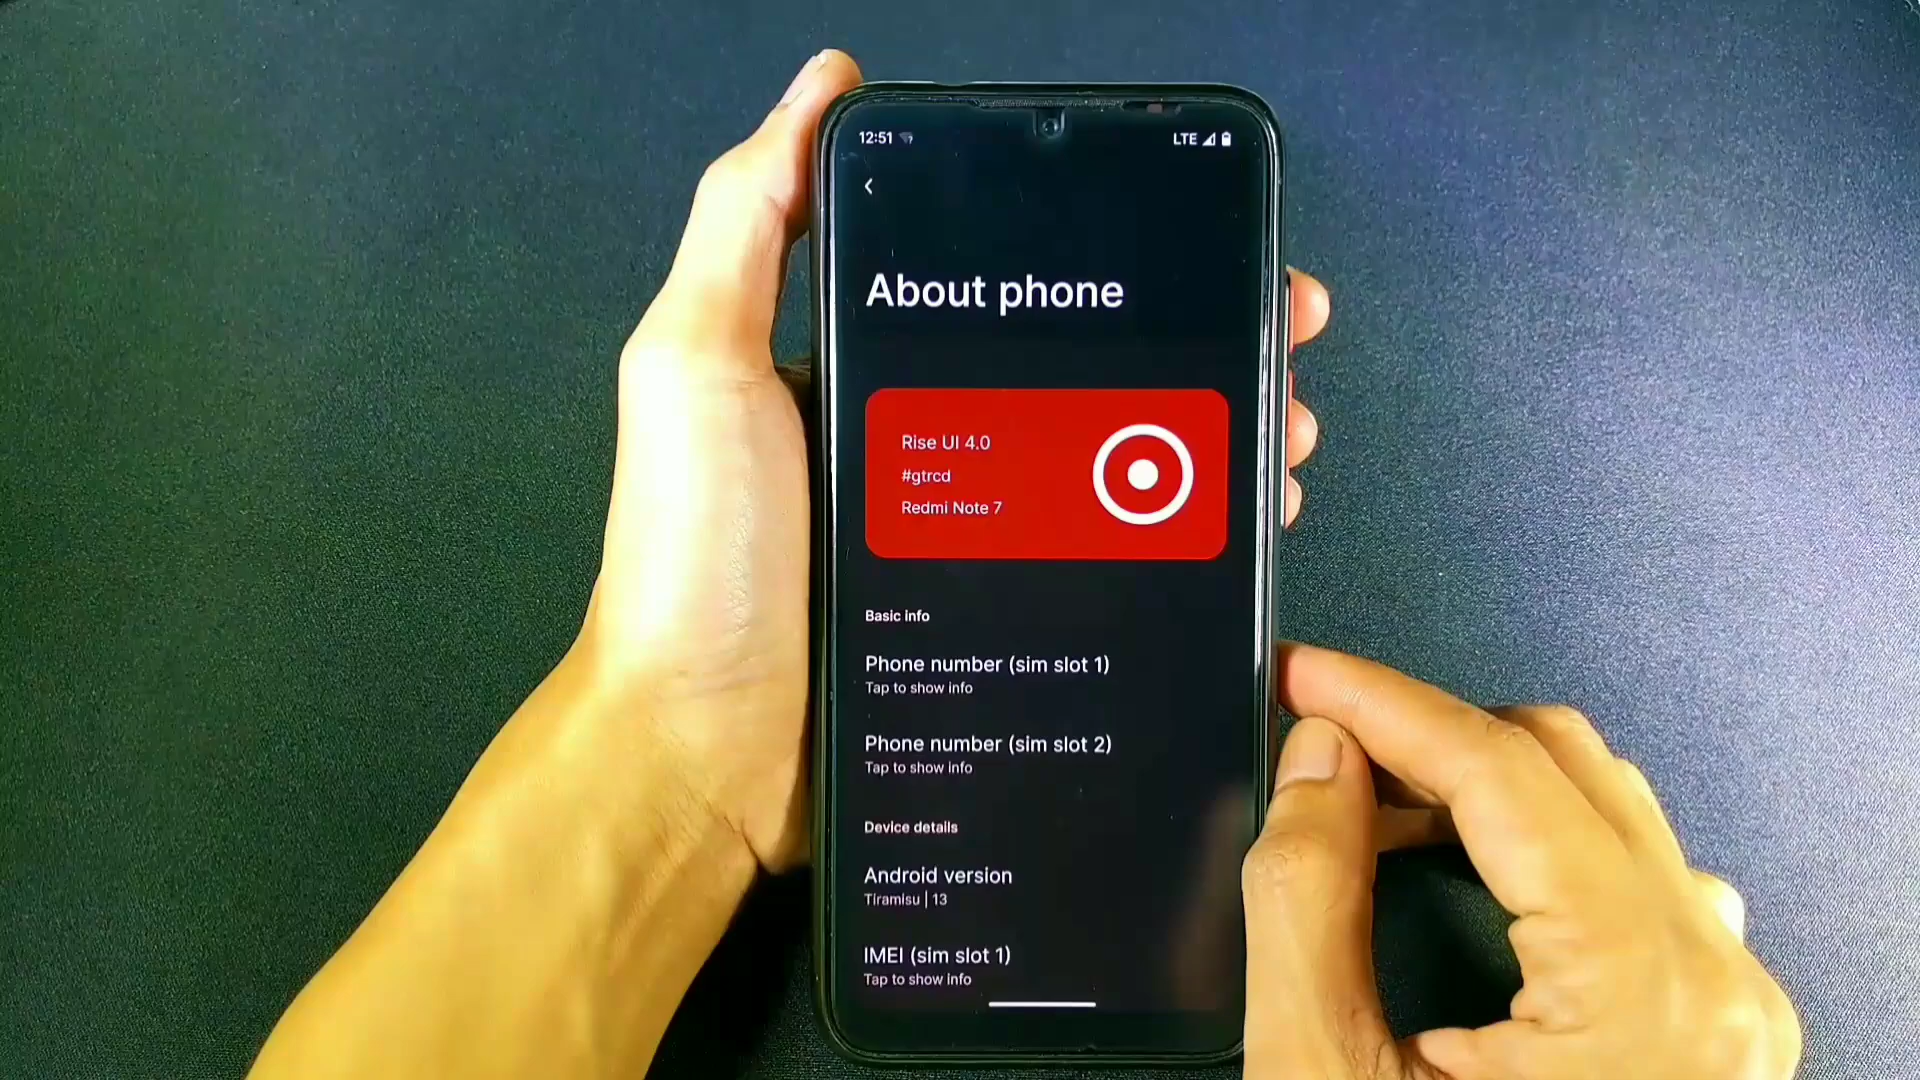 12:51
LTE
About phone
Rise UI 4.0
#gtrcd
Redmi Note 7
Basic info
Phone number (sim slot 1)
Tap to show info
Phone number (sim slot 2)
Tap to show info
Device details
Android version
Tiramisu | 13
IMEI (sim slot 1)
Tap to show info